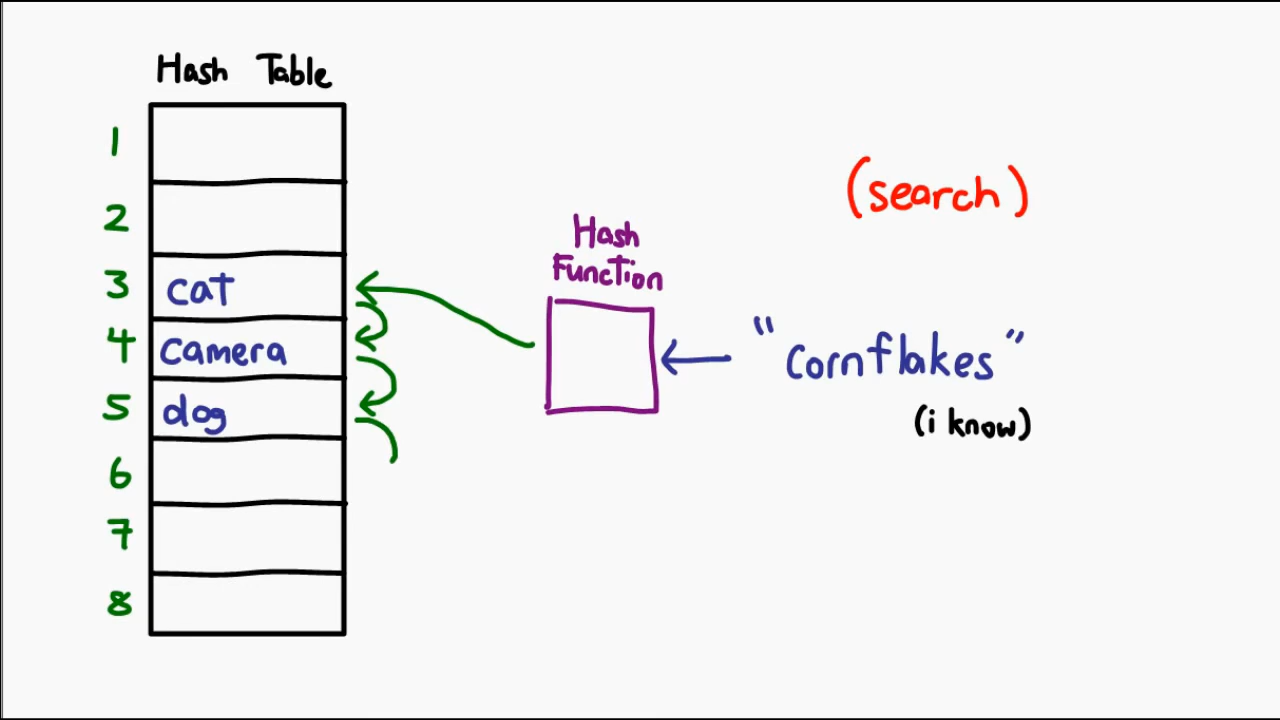 Hash Table
1
2
3 cat
4 camera
5 dog
6
7
8
Hash
Function
(search)
"cornflakes"
(i know)